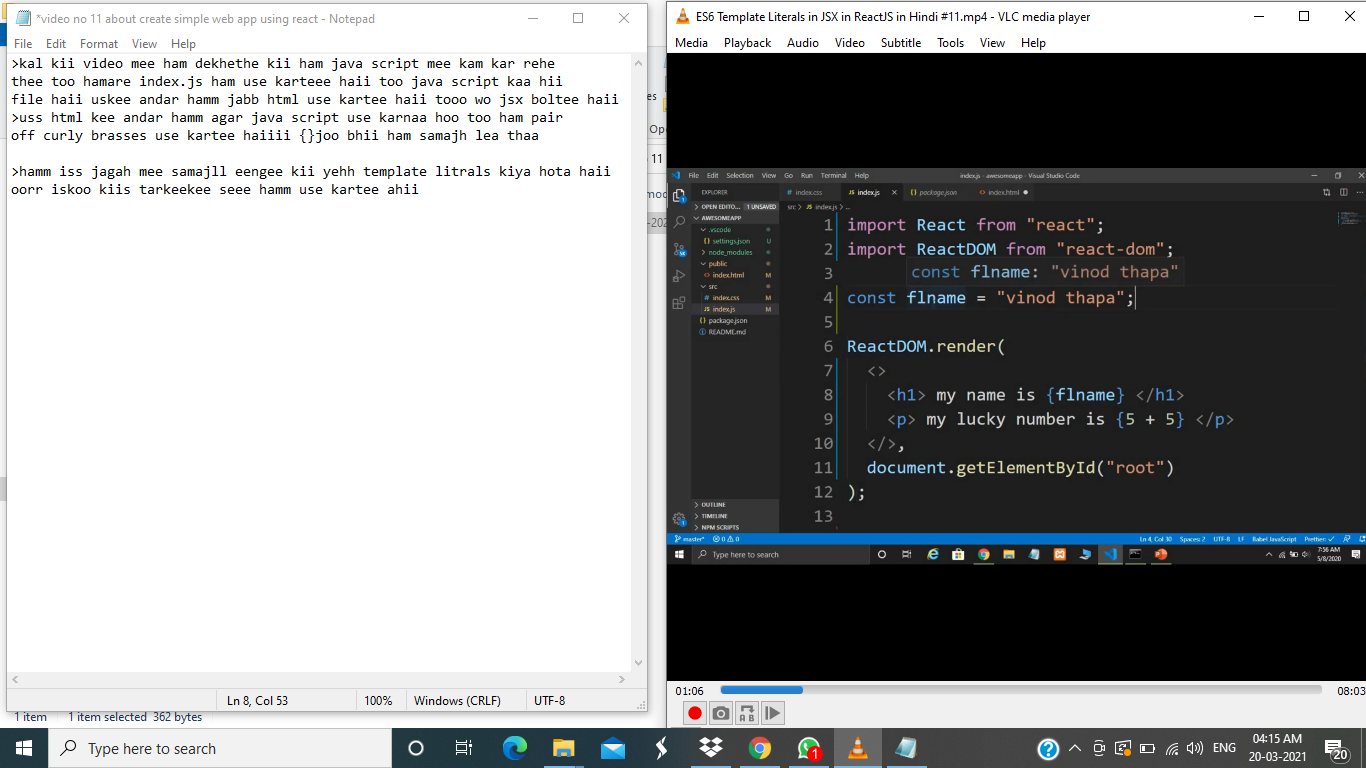 *video no 11 about create simple web app using react - Notepad
File Edit Format View Help
>kal kii video mee ham dekhethe kii ham java script mee kam kar rehe
thee too hamare index.js ham use karteee haii too java script kaa hii
file haii uskee andar hamm jabb html use kartee haii tooo wo jsx boltee haii
>uss html kee andar hamm agar java script use karnaa hoo too ham pair
off curly brasses use kartee haiiii {}joo bhii ham samajh lea thaa
>hamm iss jagah mee samajll eengee kii yehh template litrals kiya hota haii
oorr iskoo kiis tarkeekee seee hamm use kartee ahii
Ln 8, Col 53 100% Windows (CRLF) UTF-8
1 item 1 item selected 362 bytes
ES6 Template Literals in JSX in ReactJS in Hindi #11.mp4 - VLC media player
Media Playback Audio Video Subtitle Tools View Help
File Edit Selection View Go Run Terminal Help index.js - awesomeapp - Visual Studio Code
EXPLORER
OPEN EDITO... 1 UNSAVED
AWESOMEAPP
.vscode
settings.json U
node_modules
public
index.html M
src
index.css M
index.js M
package.json
README.md
OUTLINE
TIMELINE
NPM SCRIPTS
index.css index.js package.json index.html
src > index.js > ...
1 import React from "react";
2 import ReactDOM from "react-dom";
3 const flname: "vinod thapa"
4 const flname = "vinod thapa";
5
6 ReactDOM.render(
7 <>
8 <h1> my name is {flname} </h1>
9 <p> my lucky number is {5 + 5} </p>
10 </>,
11 document.getElementById("root")
12 );
13
master* 0 0 Ln 4, Col 30 Spaces: 2 UTF-8 LF Babel JavaScript Prettier
Type here to search 7:56 AM
5/8/2020
01:06 08:03
Type here to search ENG 04:15 AM
20-03-2021
1
20